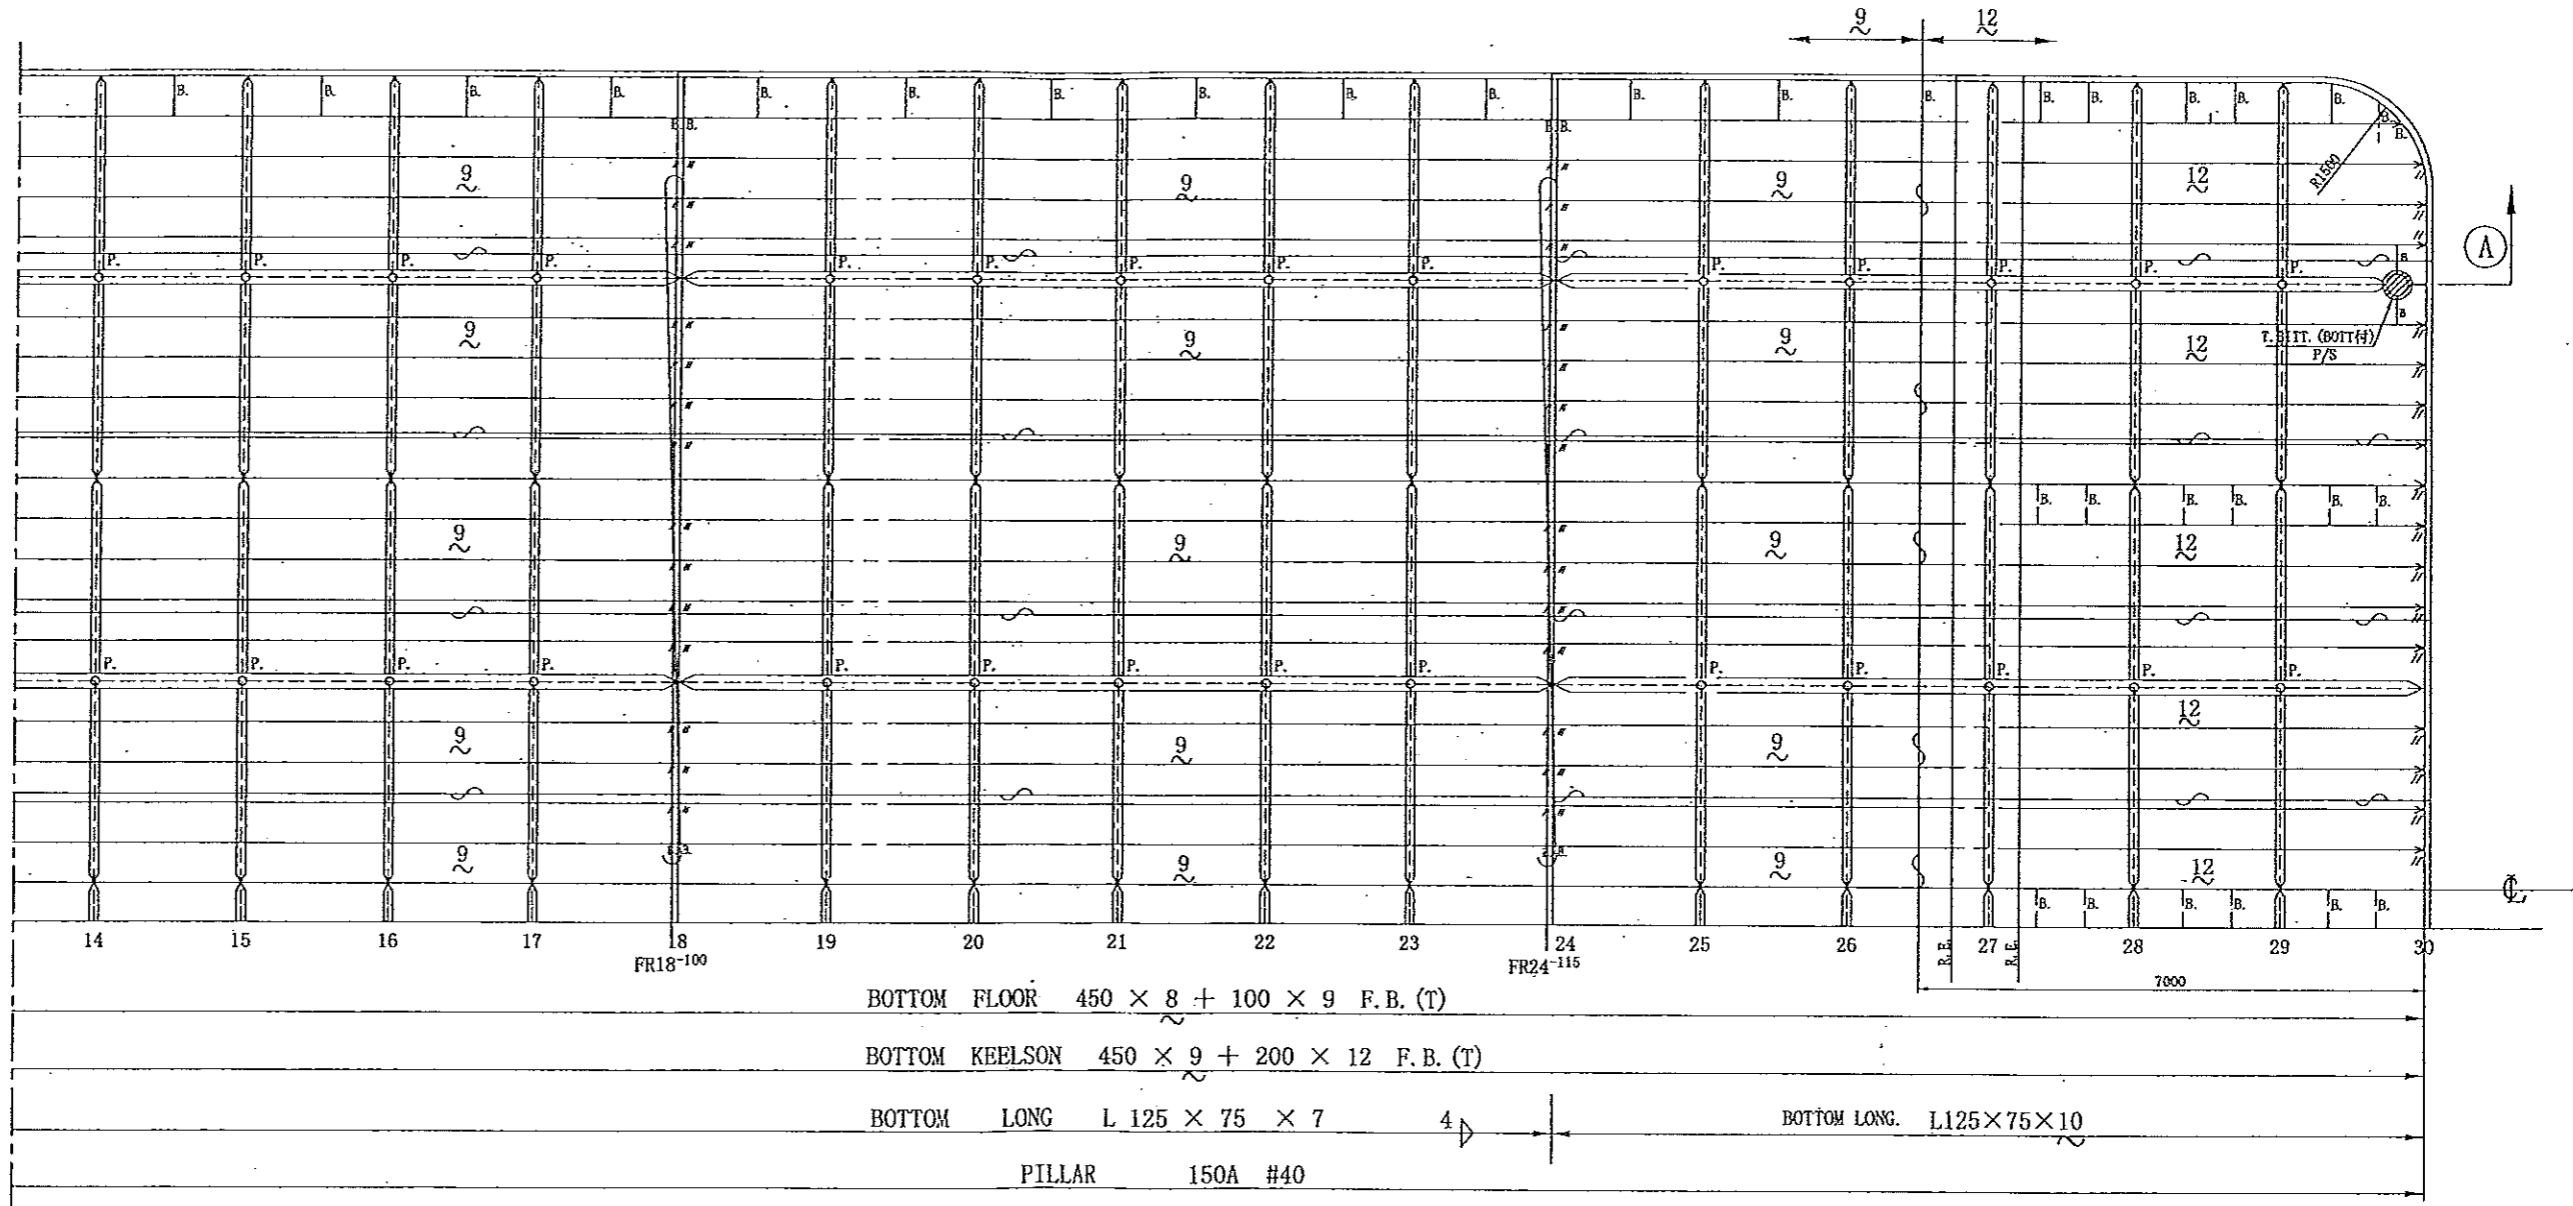 9 12
B. B. B. B. B. B. B. B. B. B. B. B. B. B. B. B. B. B. B. B.
B. B. B. B.
9 9 9 12 R1500
A
P. P. P. P. P. P. P. P. P. P. P. P. P. P.
9 9 9 12
T.BITT.(BOTT付)
P/S
B. B. B. B. B. B.
9 9 9 12
P. P. P. P. P. P. P. P. P. P. P. P. P. P.
9 9 9 12
9 9 9 12
℄
B. B. B. B. B. B.
14 15 16 17 18 19 20 21 22 23 24 25 26 27 28 29 30
FR18-100 FR24-115 R.E. R.E.
7000
BOTTOM FLOOR 450 × 8 + 100 × 9 F.B.(T)
BOTTOM KEELSON 450 × 9 + 200 × 12 F.B.(T)
BOTTOM LONG L 125 × 75 × 7 4 BOTTOM LONG. L125×75×10
PILLAR 150A #40